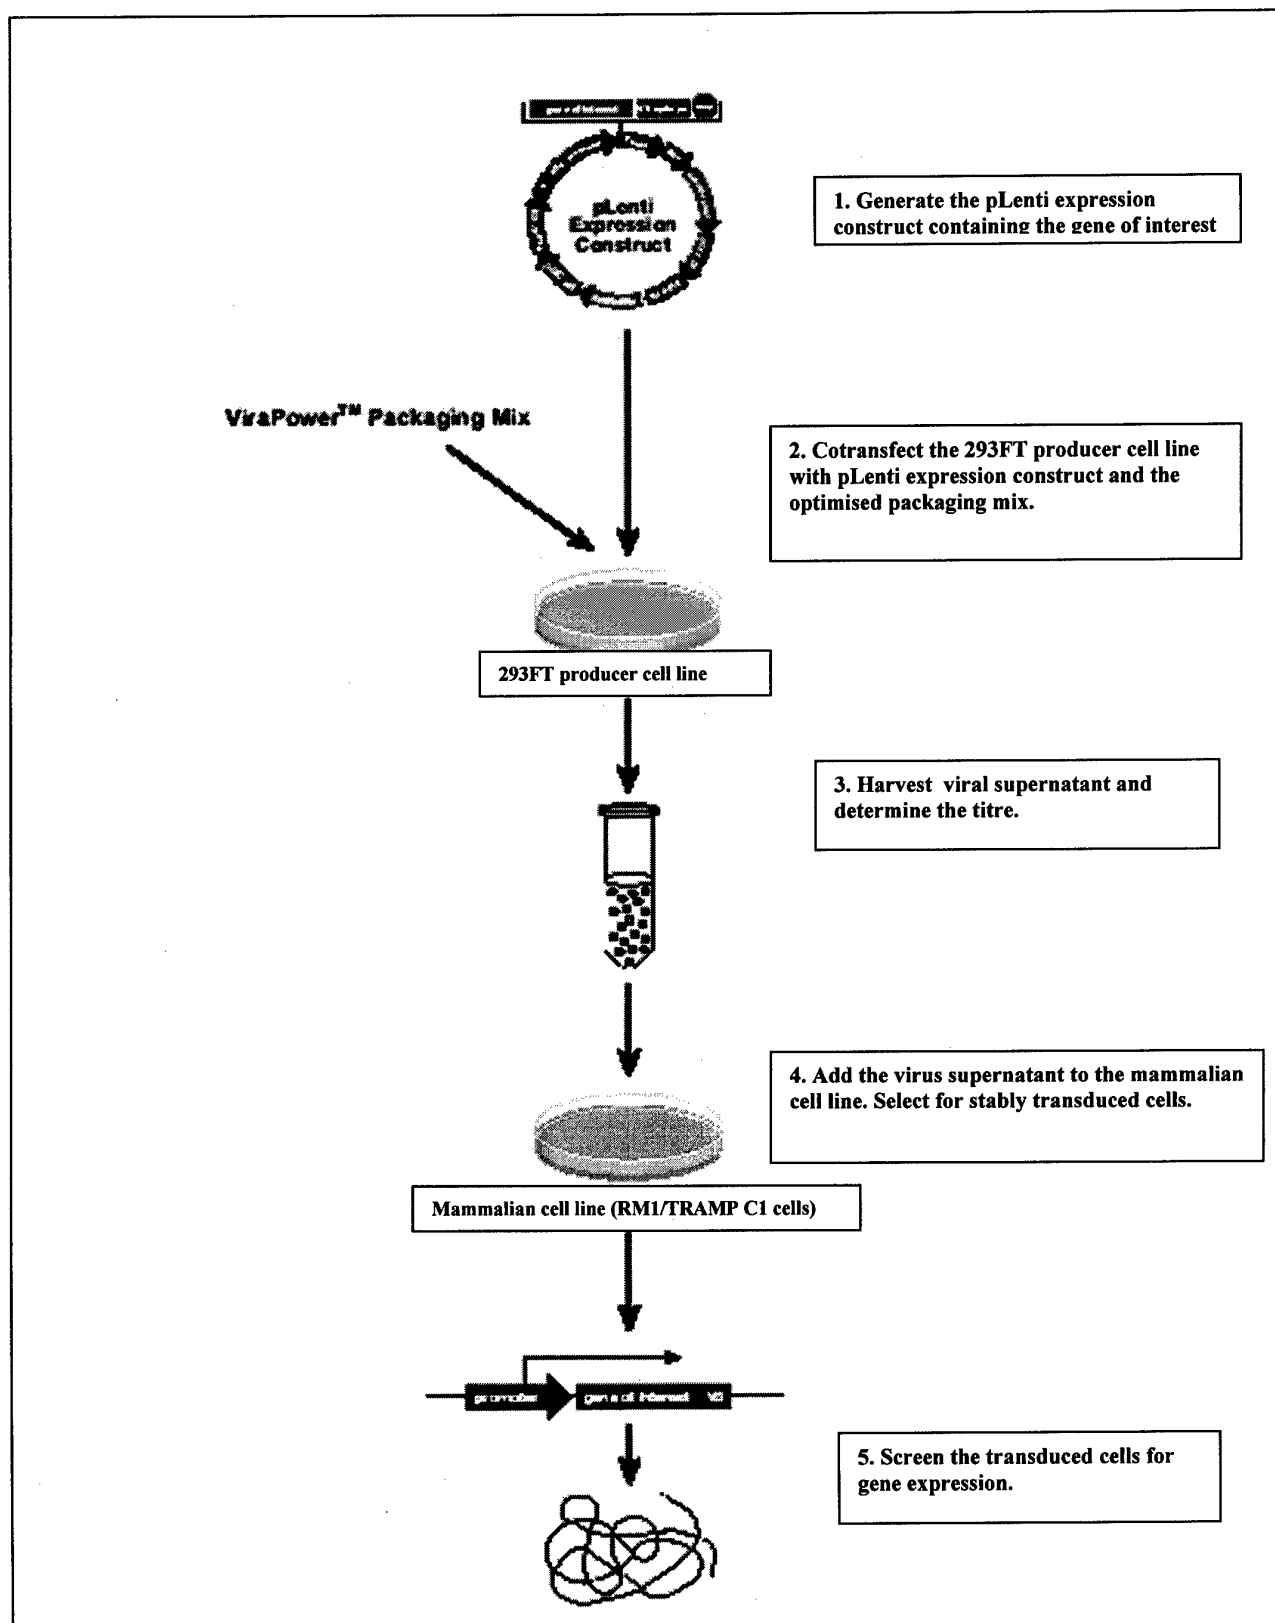 gene of interest
pLenti
Expression
Construct
1. Generate the pLenti expression
construct containing the gene of interest
ViraPower™ Packaging Mix
2. Cotransfect the 293FT producer cell line
with pLenti expression construct and the
optimised packaging mix.
293FT producer cell line
3. Harvest viral supernatant and
determine the titre.
4. Add the virus supernatant to the mammalian
cell line. Select for stably transduced cells.
Mammalian cell line (RM1/TRAMP C1 cells)
promoter
gene of interest
5. Screen the transduced cells for
gene expression.